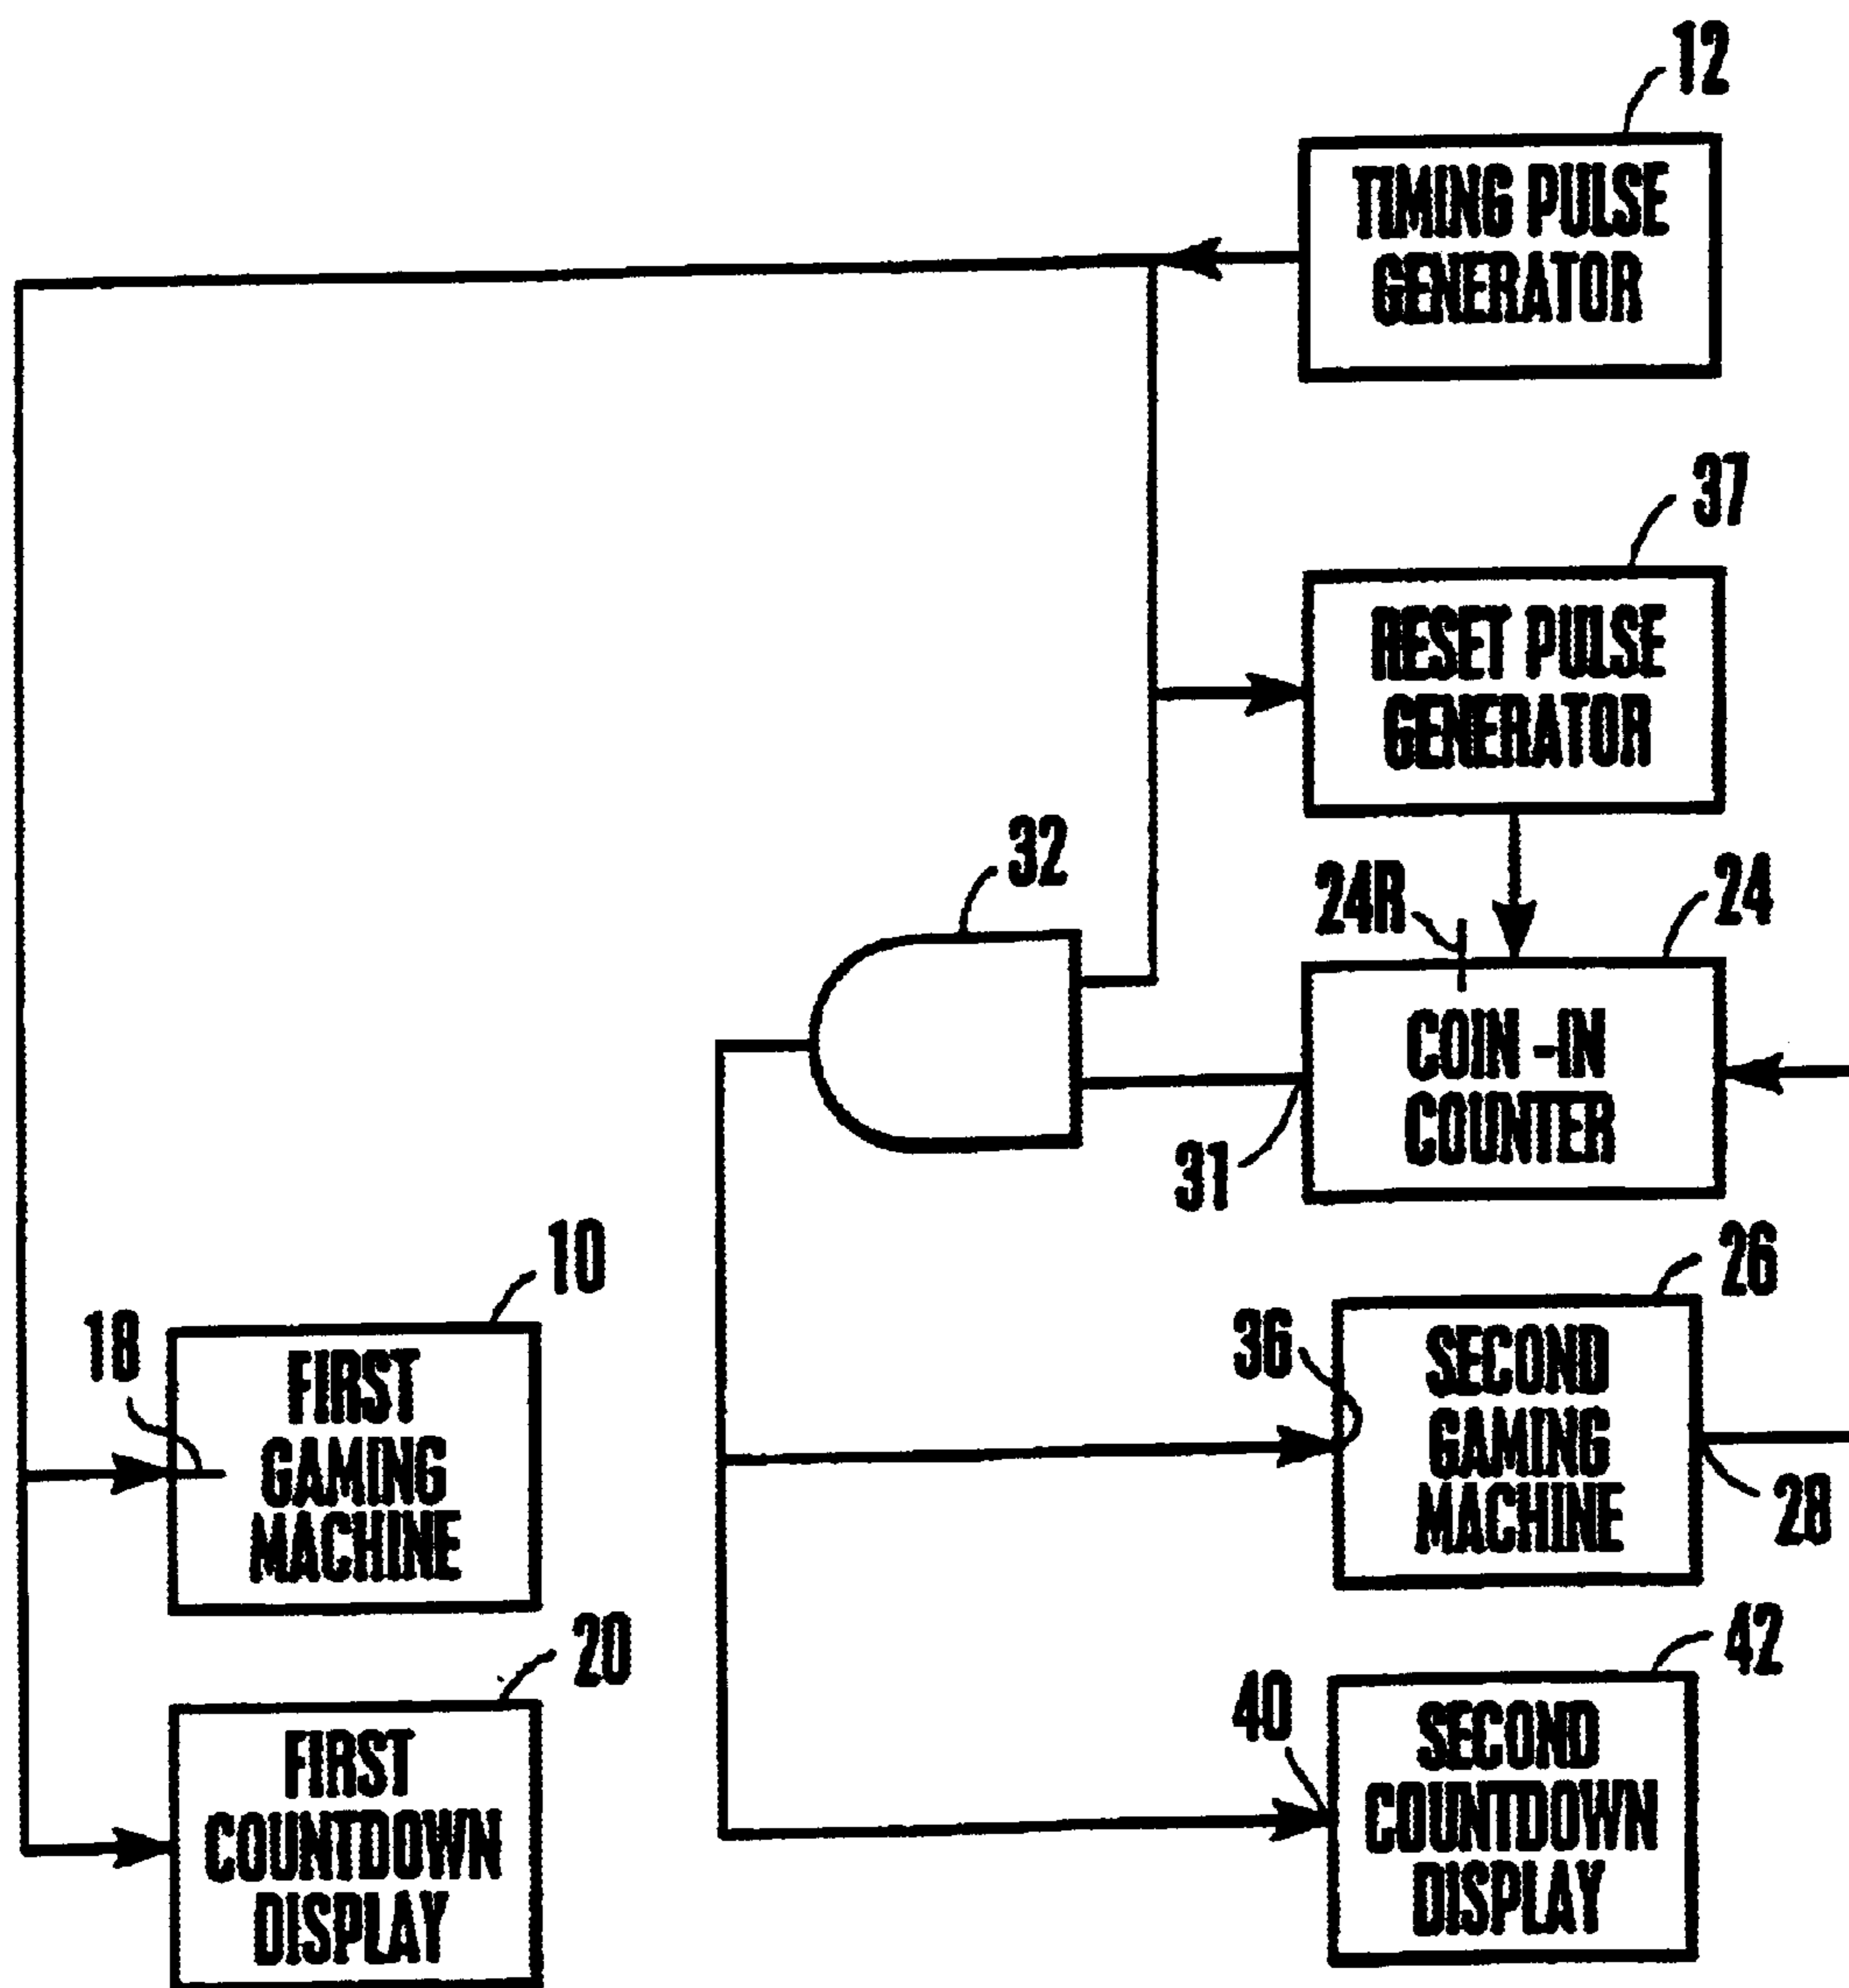 12
TIMING PULSE
GENERATOR
37
RESET PULSE
GENERATOR
32
24R
24
COIN -IN
COUNTER
31
10
18
FIRST
GAMING
MACHINE
26
36
SECOND
GAMING
MACHINE
28
20
FIRST
COUNTDOWN
DISPLAY
42
40
SECOND
COUNTDOWN
DISPLAY